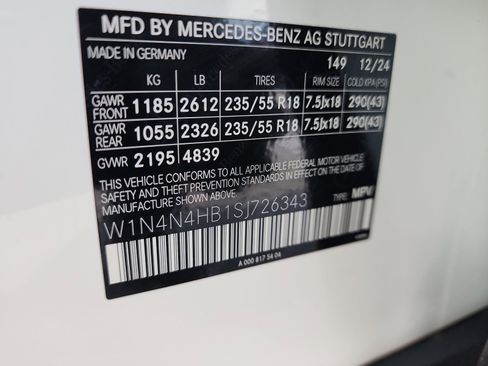 MFD BY MERCEDES-BENZ AG STUTTGART
MADE IN GERMANY 149 12/24
KG LB TIRES RIM SIZE COLD KPA (PSI)
GAWR FRONT 1185 2612 235/55 R18 7.5Jx18 290(43)
GAWR REAR 1055 2326 235/55 R18 7.5Jx18 290(43)
GVWR 2195 4839
THIS VEHICLE CONFORMS TO ALL APPLICABLE FEDERAL MOTOR VEHICLE
SAFETY AND THEFT PREVENTION STANDARDS IN EFFECT ON THE DATE OF
MANUFACTURE SHOWN ABOVE.
W1N4N4HB1SJ726343 TYPE: MPV
A 000 817 54 04